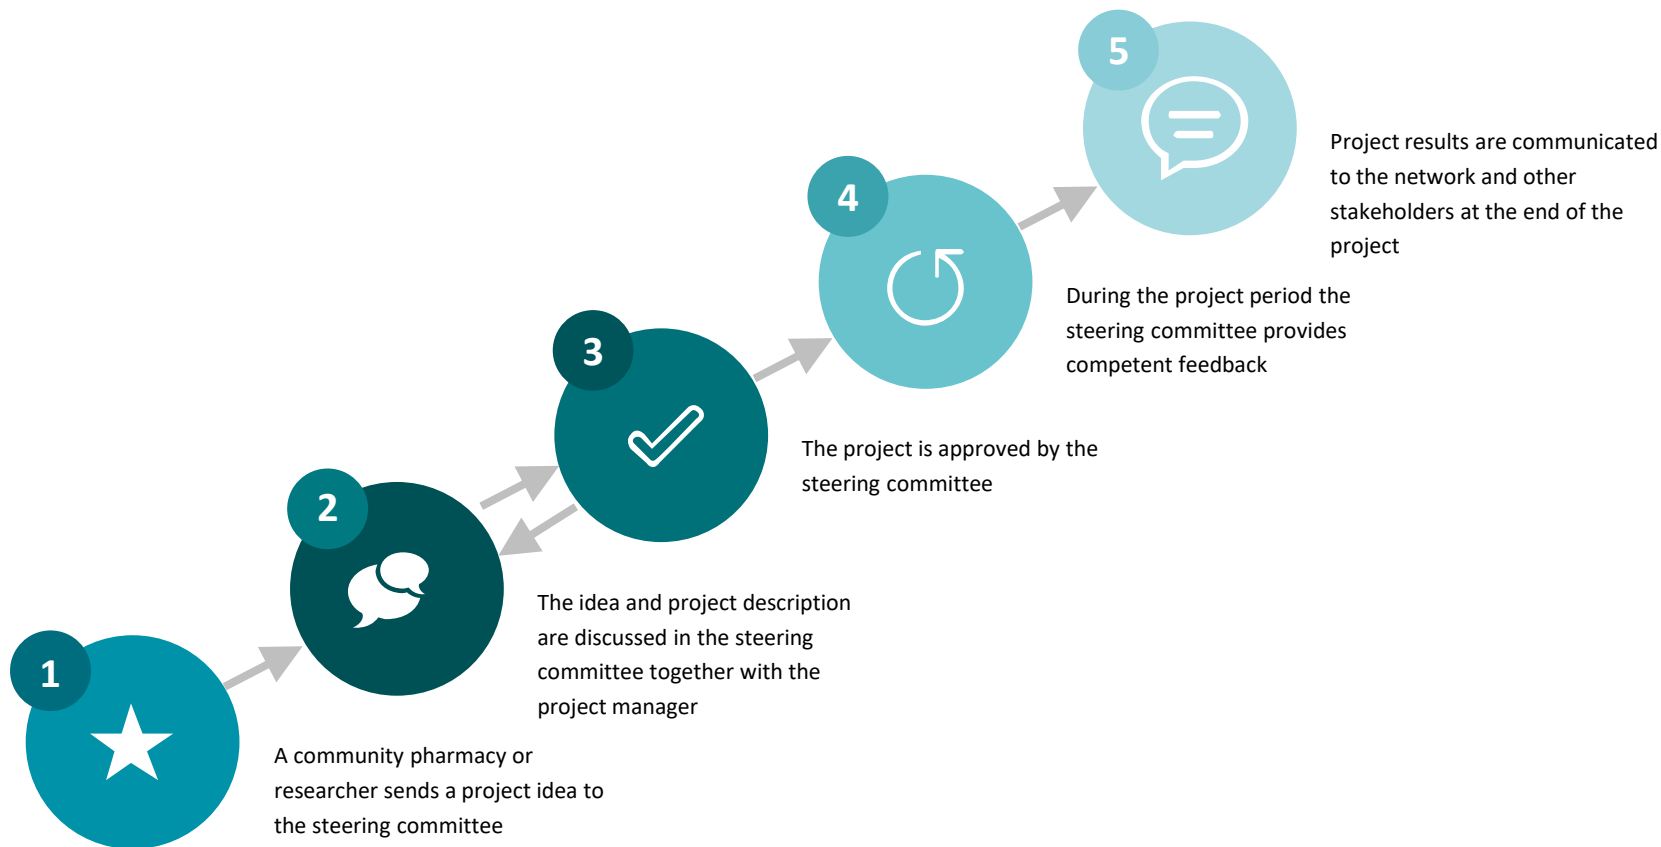 1
A community pharmacy or
researcher sends a project idea to
the steering committee
2
The idea and project description
are discussed in the steering
committee together with the
project manager
3
The project is approved by the
steering committee
4
During the project period the
steering committee provides
competent feedback
5
Project results are communicated
to the network and other
stakeholders at the end of the
project